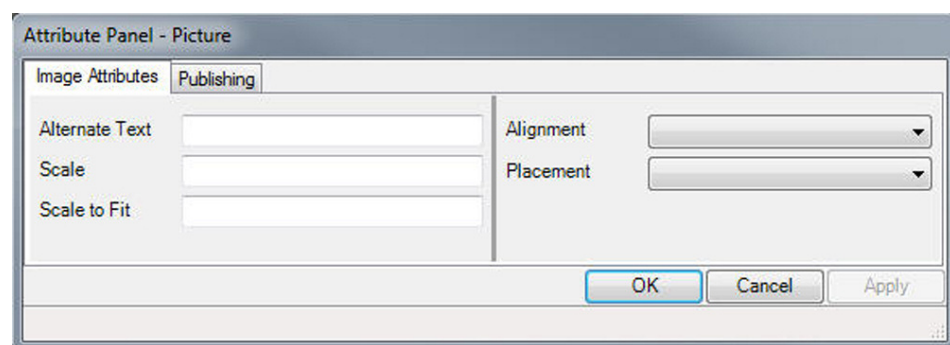 Attribute Panel - Picture
Image Attributes Publishing
Alternate Text
Scale
Scale to Fit
Alignment
Placement
OK Cancel Apply